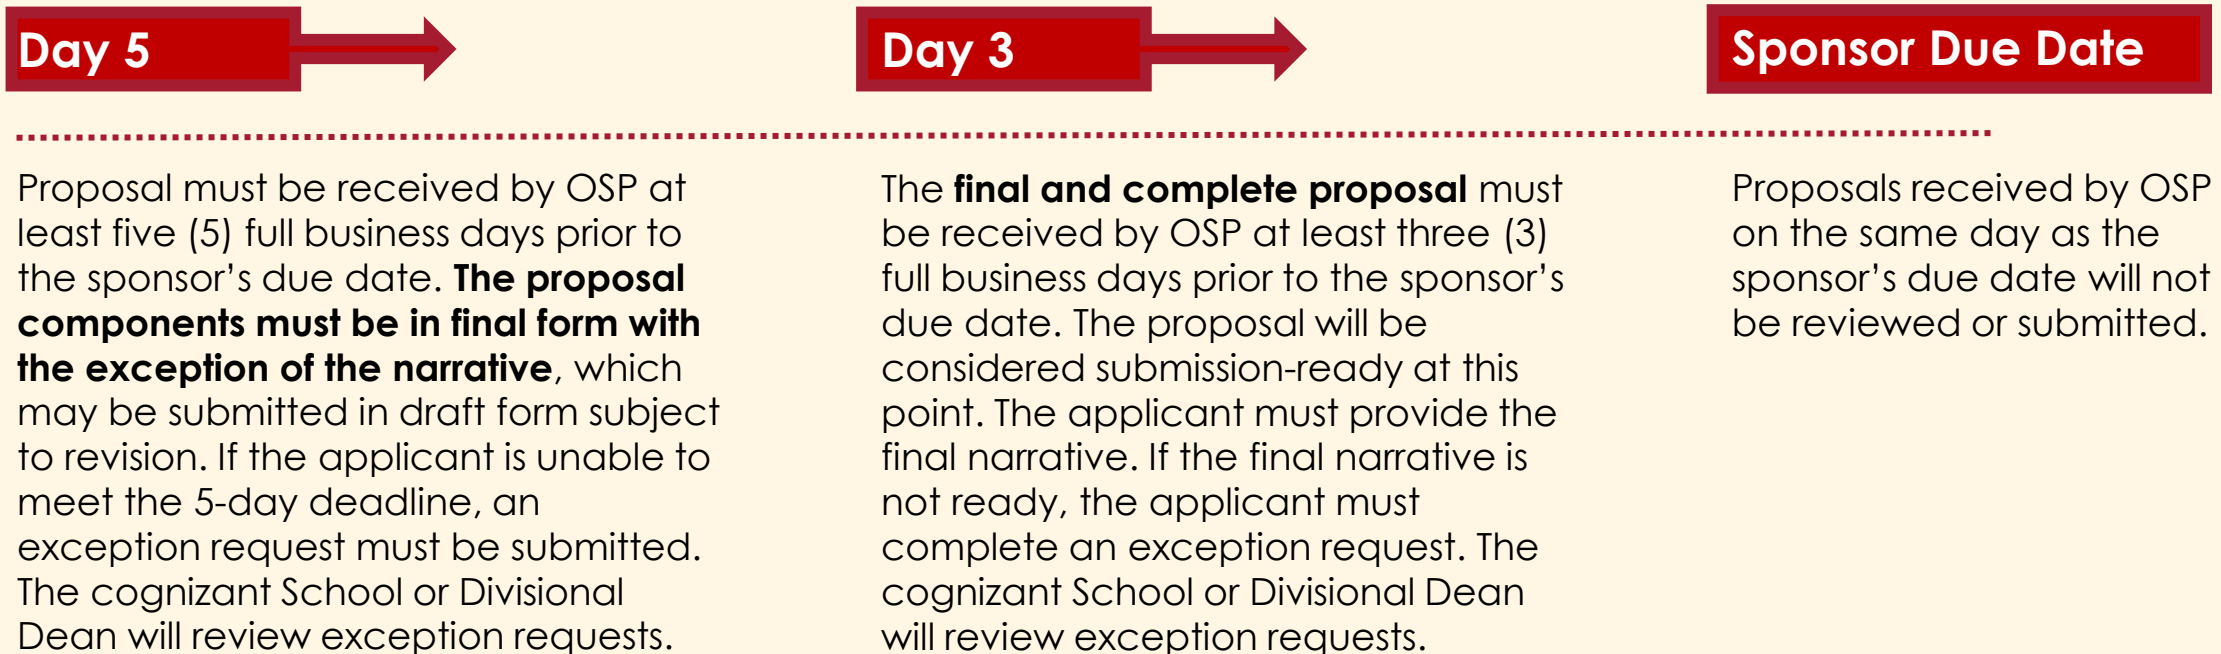 Day 5
Proposal must be received by OSP at
least five (5) full business days prior to
the sponsor’s due date. The proposal
components must be in final form with
the exception of the narrative, which
may be submitted in draft form subject
to revision. If the applicant is unable to
meet the 5-day deadline, an
exception request must be submitted.
The cognizant School or Divisional
Dean will review exception requests.
Day 3
The final and complete proposal must
be received by OSP at least three (3)
full business days prior to the sponsor’s
due date. The proposal will be
considered submission-ready at this
point. The applicant must provide the
final narrative. If the final narrative is
not ready, the applicant must
complete an exception request. The
cognizant School or Divisional Dean
will review exception requests.
Sponsor Due Date
Proposals received by OSP
on the same day as the
sponsor’s due date will not
be reviewed or submitted.